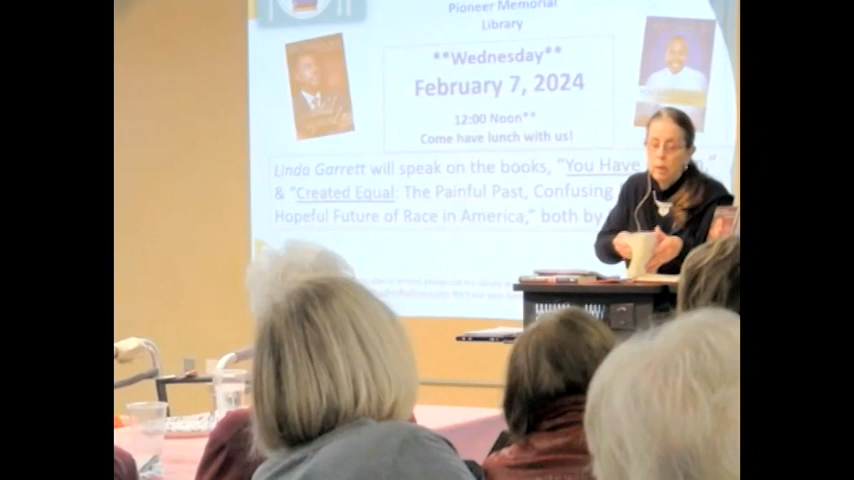 Pioneer Memorial
Library
**Wednesday**
February 7, 2024
12:00 Noon**
Come have lunch with us!
Linda Garrett will speak on the books, "You Have
& "Created Equal: The Painful Past, Confusing
Hopeful Future of Race in America," both by